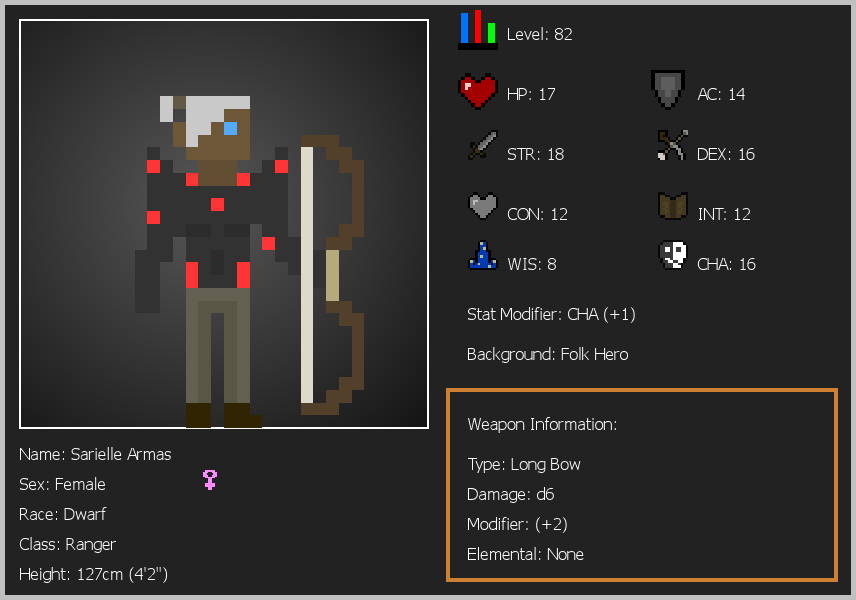 Level: 82
HP: 17
AC: 14
STR: 18
DEX: 16
CON: 12
INT: 12
WIS: 8
CHA: 16
Stat Modifier: CHA (+1)
Background: Folk Hero
Weapon Information:
Type: Long Bow
Damage: d6
Modifier: (+2)
Elemental: None
Name: Sarielle Armas
Sex: Female
Race: Dwarf
Class: Ranger
Height: 127cm (4'2")